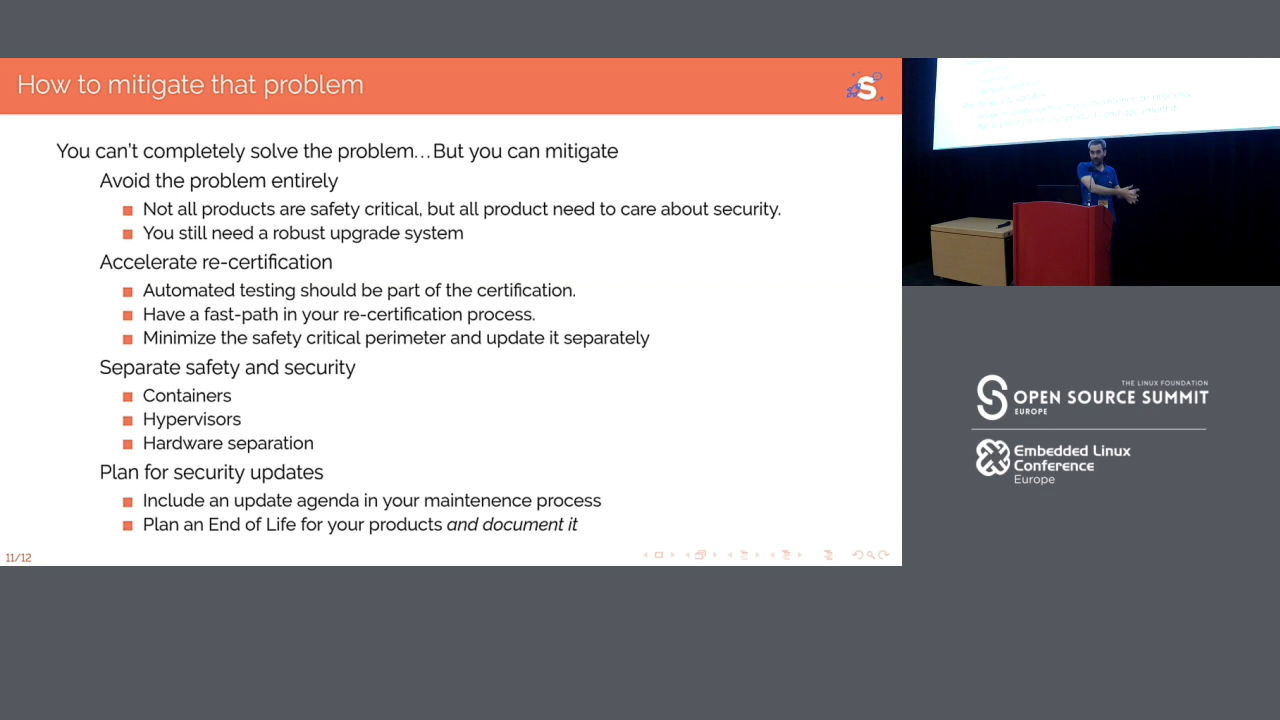 How to mitigate that problem
S
You can't completely solve the problem...But you can mitigate
Avoid the problem entirely
Not all products are safety critical, but all product need to care about security.
You still need a robust upgrade system
Accelerate re-certification
Automated testing should be part of the certification.
Have a fast-path in your re-certification process.
Minimize the safety critical perimeter and update it separately
Separate safety and security
Containers
Hypervisors
Hardware separation
Plan for security updates
Include an update agenda in your maintenence process
Plan an End of Life for your products and document it
11/12
THE LINUX FOUNDATION
OPEN SOURCE SUMMIT
EUROPE
Embedded Linux
Conference
Europe